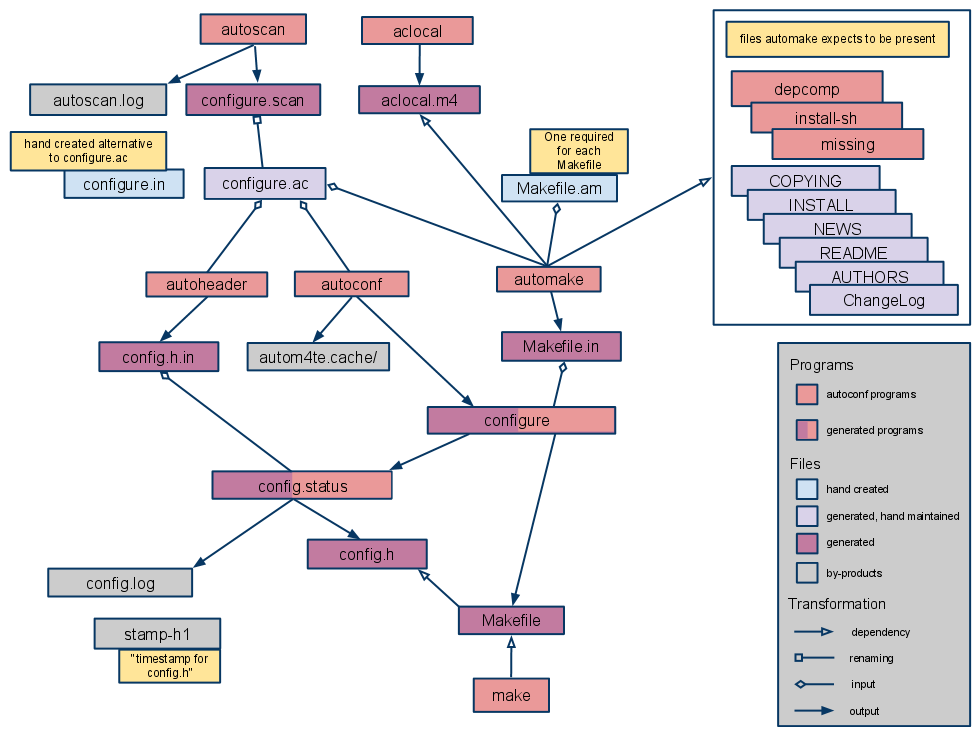 autoscan
aclocal
autoscan.log
configure.scan
aclocal.m4
hand created alternative
to configure.ac
configure.in
configure.ac
One required
for each
Makefile
Makefile.am
autoheader
autoconf
automake
config.h.in
autom4te.cache/
Makefile.in
configure
config.status
config.h
config.log
stamp-h1
"timestamp for
config.h"
Makefile
make
files automake expects to be present
depcomp
install-sh
missing
COPYING
INSTALL
NEWS
README
AUTHORS
ChangeLog
Programs
autoconf programs
generated programs
Files
hand created
generated, hand maintained
generated
by-products
Transformation
dependency
renaming
input
output